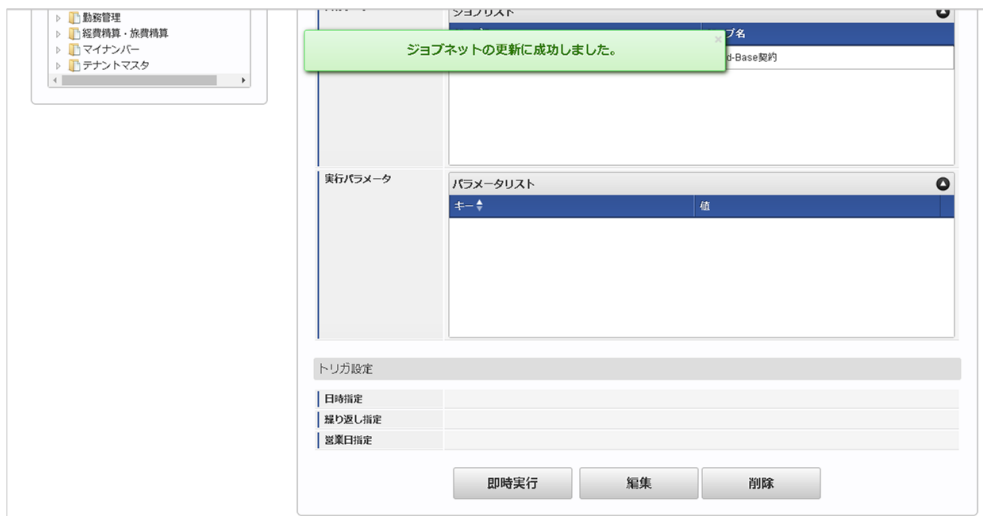 勤務管理
経費精算・旅費精算
マイナンバー
テナントマスタ
ジョブリスト
ブ名
ジョブネットの更新に成功しました。
d-Base契約
実行パラメータ
パラメータリスト
キー
値
トリガ設定
日時指定
繰り返し指定
営業日指定
即時実行
編集
削除